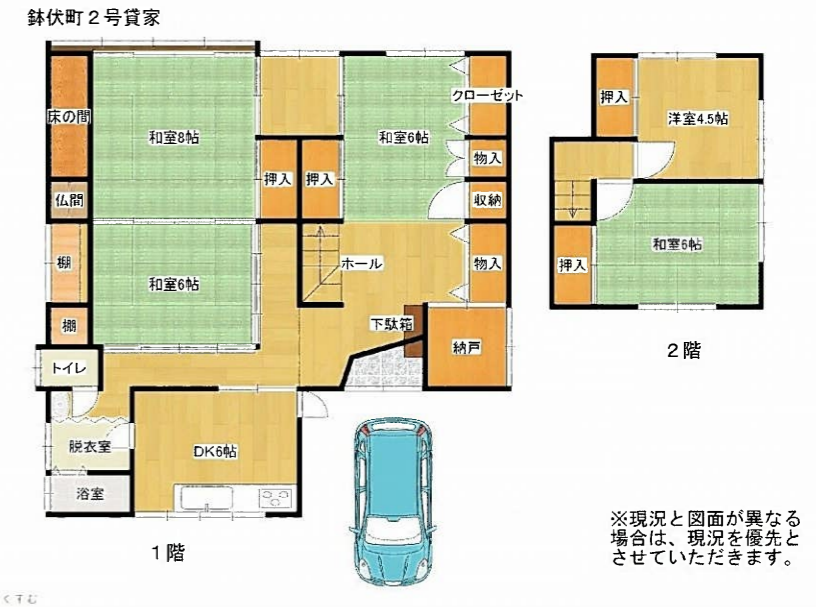 鉢伏町２号貸家
床の間
和室8帖
和室6帖
クローゼット
物入
押入
押入
収納
仏間
棚
和室6帖
ホール
物入
棚
下駄箱
納戸
トイレ
脱衣室
DK6帖
浴室
１階
押入
洋室4.5帖
和室6帖
押入
２階
※現況と図面が異なる
場合は、現況を優先と
させていただきます。
くすむ